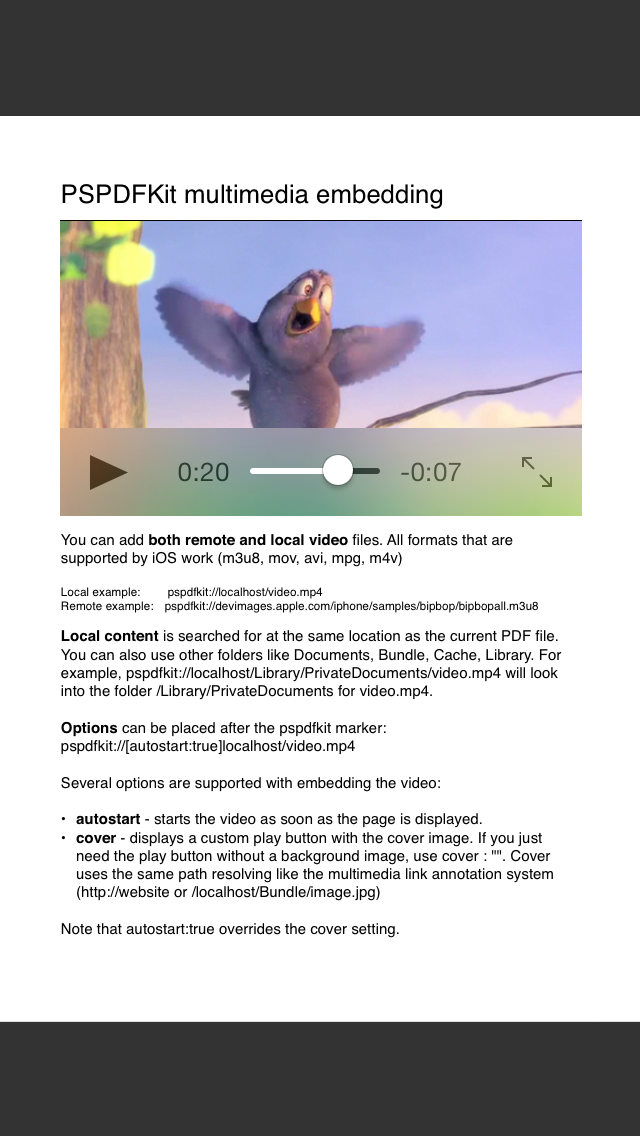 PSPDFKit multimedia embedding
0:20
-0:07
You can add both remote and local video files. All formats that are
supported by iOS work (m3u8, mov, avi, mpg, m4v)
Local example: pspdfkit://localhost/video.mp4
Remote example: pspdfkit://devimages.apple.com/iphone/samples/bipbop/bipbopall.m3u8
Local content is searched for at the same location as the current PDF file.
You can also use other folders like Documents, Bundle, Cache, Library. For
example, pspdfkit://localhost/Library/PrivateDocuments/video.mp4 will look
into the folder /Library/PrivateDocuments for video.mp4.
Options can be placed after the pspdfkit marker:
pspdfkit://[autostart:true]localhost/video.mp4
Several options are supported with embedding the video:
• autostart - starts the video as soon as the page is displayed.
• cover - displays a custom play button with the cover image. If you just
need the play button without a background image, use cover : "". Cover
uses the same path resolving like the multimedia link annotation system
(http://website or /localhost/Bundle/image.jpg)
Note that autostart:true overrides the cover setting.